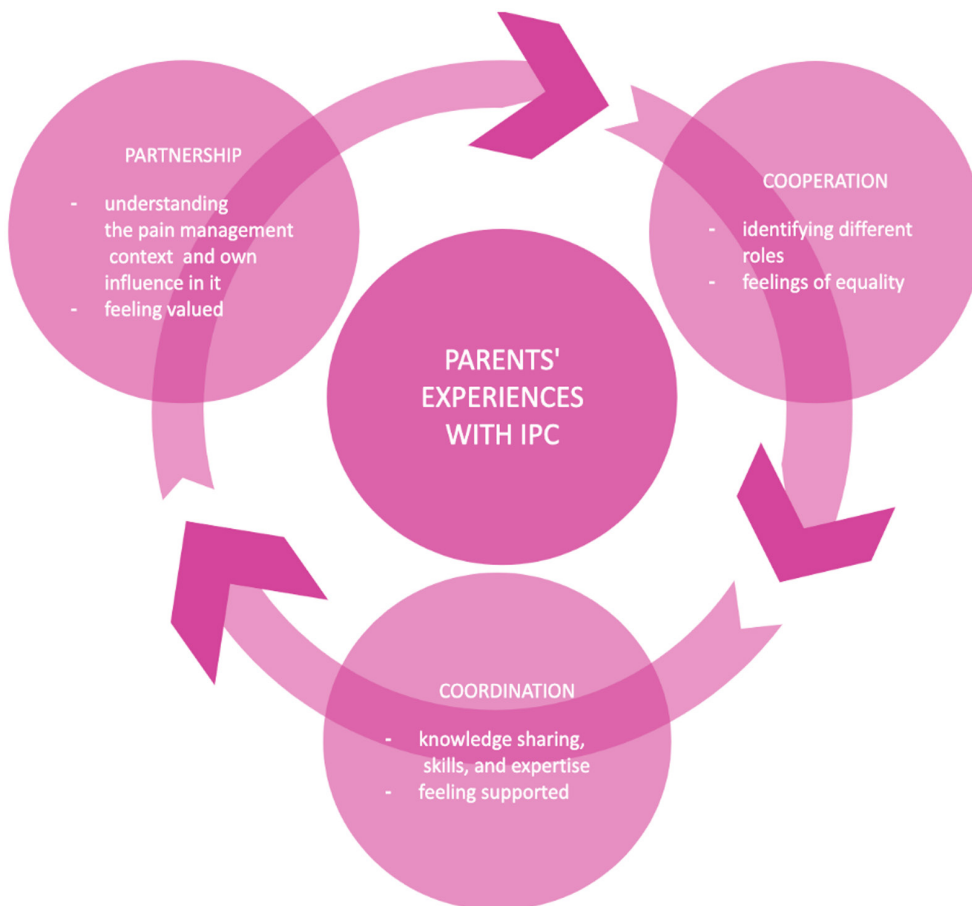 PARTNERSHIP
- understanding
the pain management
context and own
influence in it
- feeling valued
COOPERATION
- identifying different
roles
- feelings of equality
PARENTS'
EXPERIENCES
WITH IPC
COORDINATION
- knowledge sharing,
skills, and expertise
- feeling supported